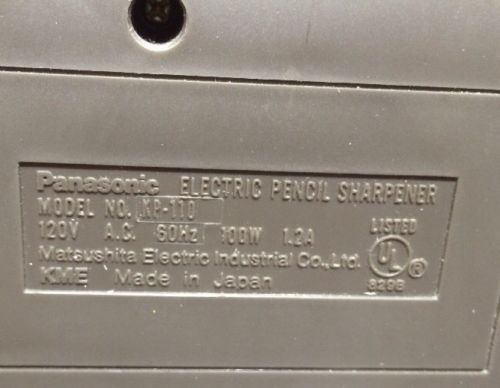 Panasonic ELECTRIC PENCIL SHARPENER
MODEL NO. KP-110
120V A.C. 60Hz 100W 1.2A
LISTED
UL ®
Matsushita Electric Industrial Co., Ltd.
KME Made in Japan